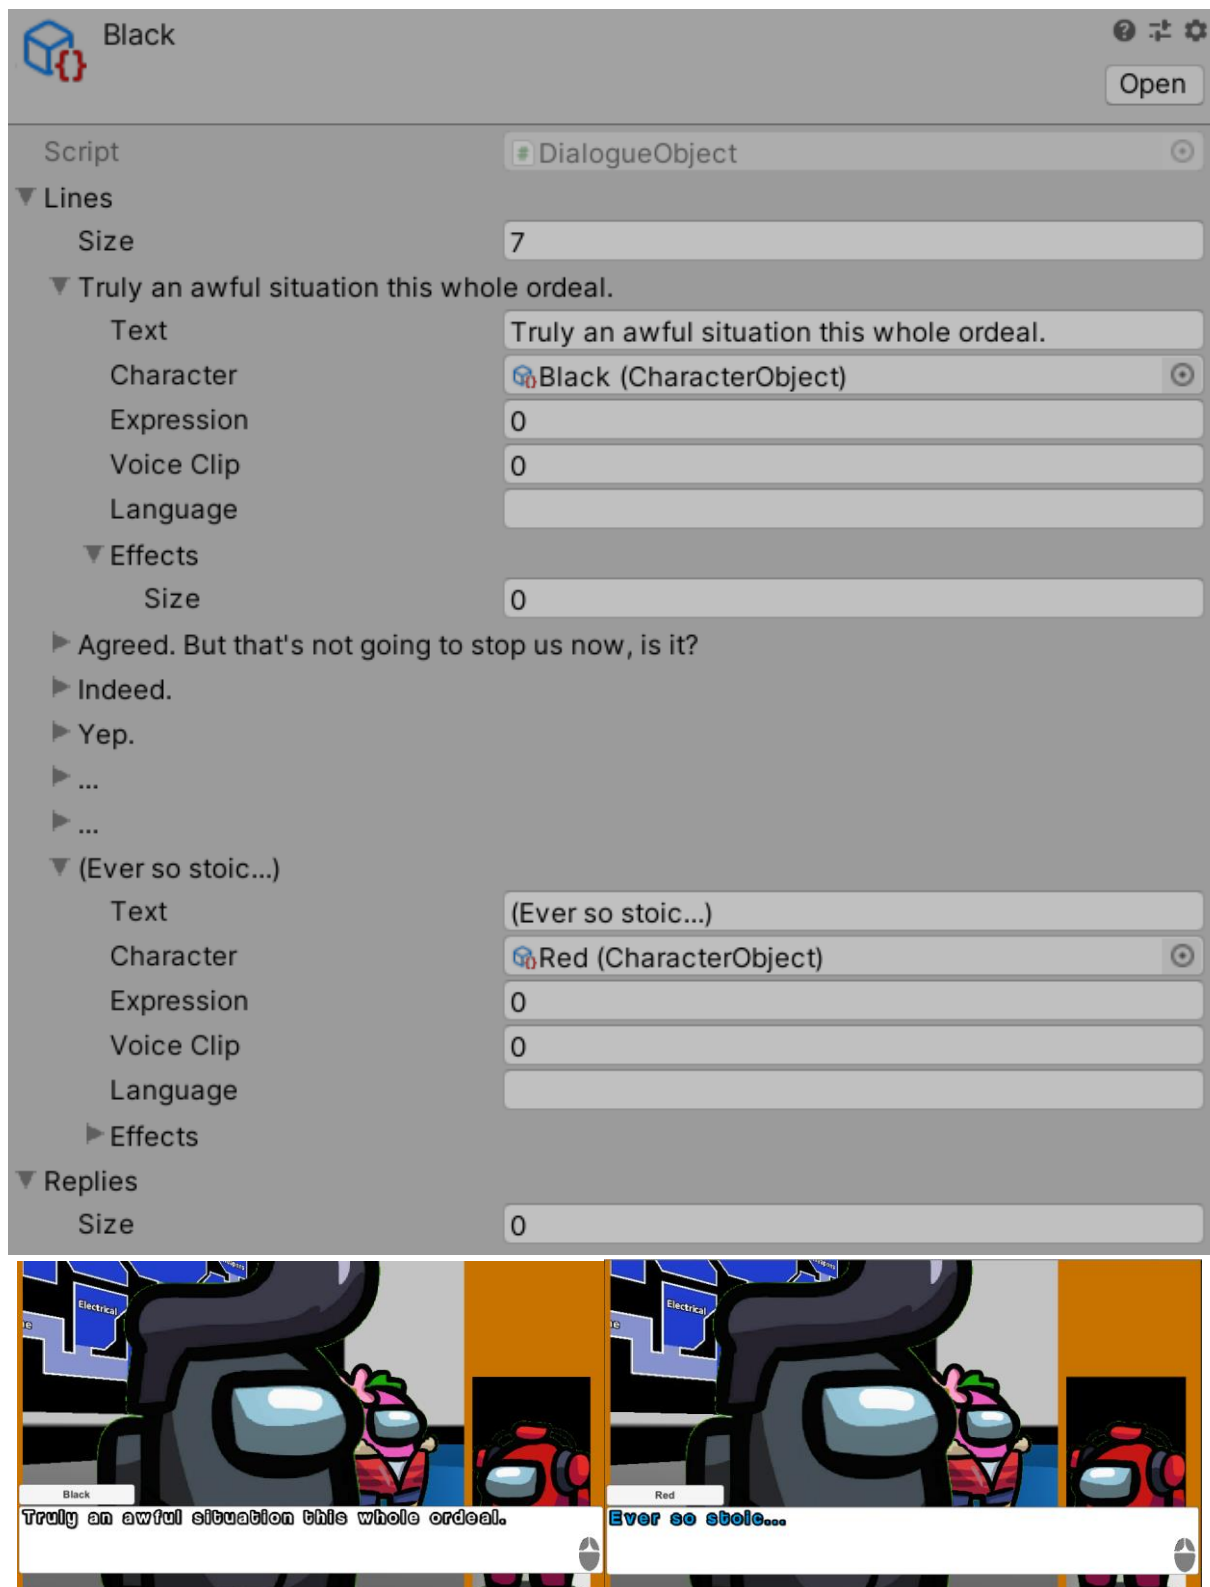 Black
Open
Script DialogueObject
Lines
Size 7
Truly an awful situation this whole ordeal.
Text Truly an awful situation this whole ordeal.
Character Black (CharacterObject)
Expression 0
Voice Clip 0
Language
Effects
Size 0
Agreed. But that's not going to stop us now, is it?
Indeed.
Yep.
...
...
(Ever so stoic...)
Text (Ever so stoic...)
Character Red (CharacterObject)
Expression 0
Voice Clip 0
Language
Effects
Replies
Size 0
Electrical
Black
Truly an awful situation this whole ordeal.
Electrical
Red
Ever so stoic...